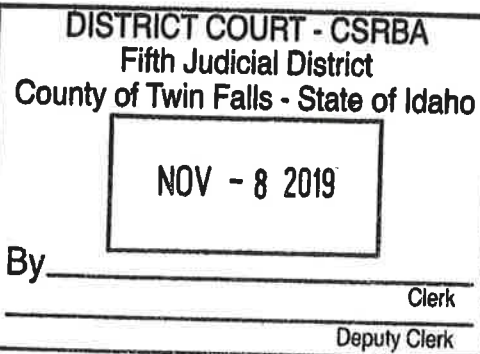 DISTRICT COURT - CSRBA
Fifth Judicial District
County of Twin Falls - State of Idaho
NOV - 8 2019
By
Clerk
Deputy Clerk